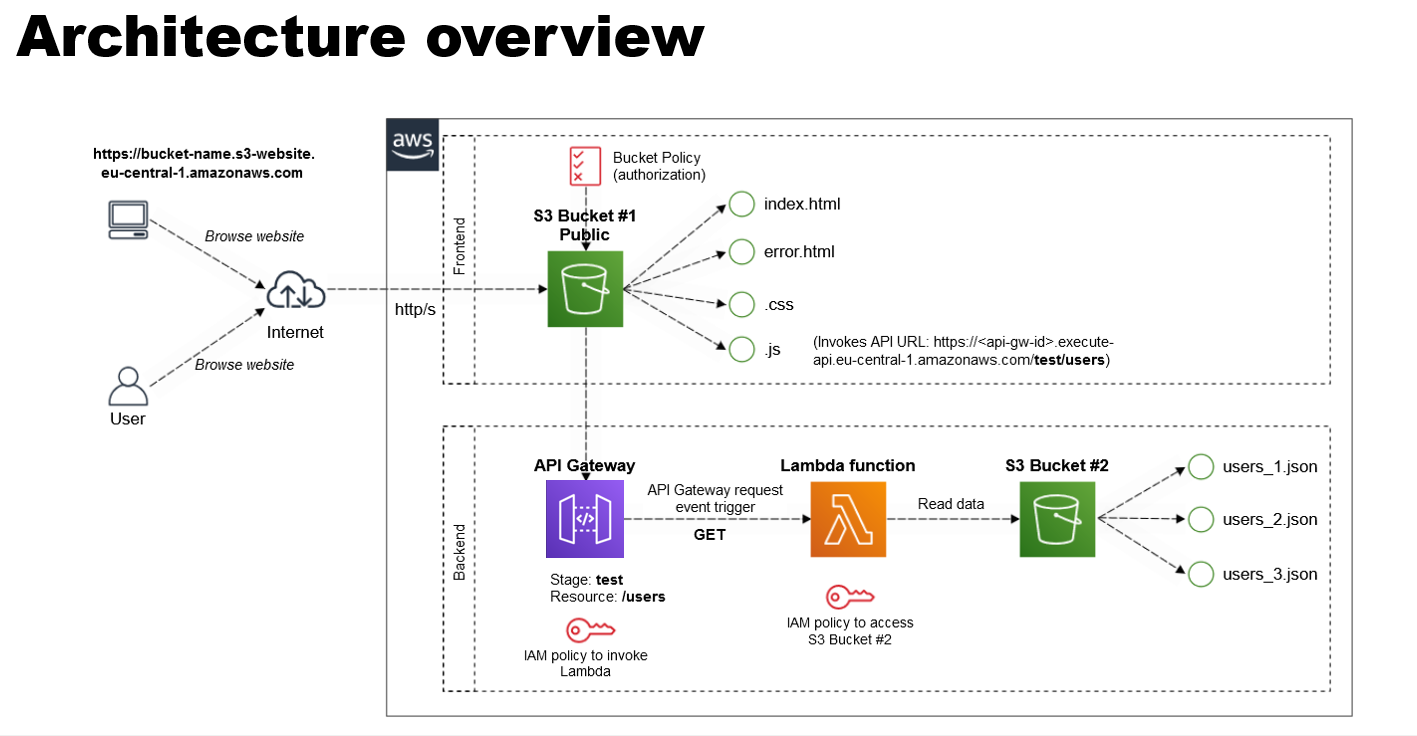 Architecture overview
https://bucket-name.s3-website.
eu-central-1.amazonaws.com
Browse website
Internet
Browse website
User
http/s
aws
Frontend
Bucket Policy
(authorization)
S3 Bucket #1
Public
index.html
error.html
.css
.js
(Invokes API URL: https://<api-gw-id>.execute-
api.eu-central-1.amazonaws.com/test/users)
Backend
API Gateway
Stage: test
Resource: /users
IAM policy to invoke
Lambda
API Gateway request
event trigger
GET
Lambda function
IAM policy to access
S3 Bucket #2
Read data
S3 Bucket #2
users_1.json
users_2.json
users_3.json